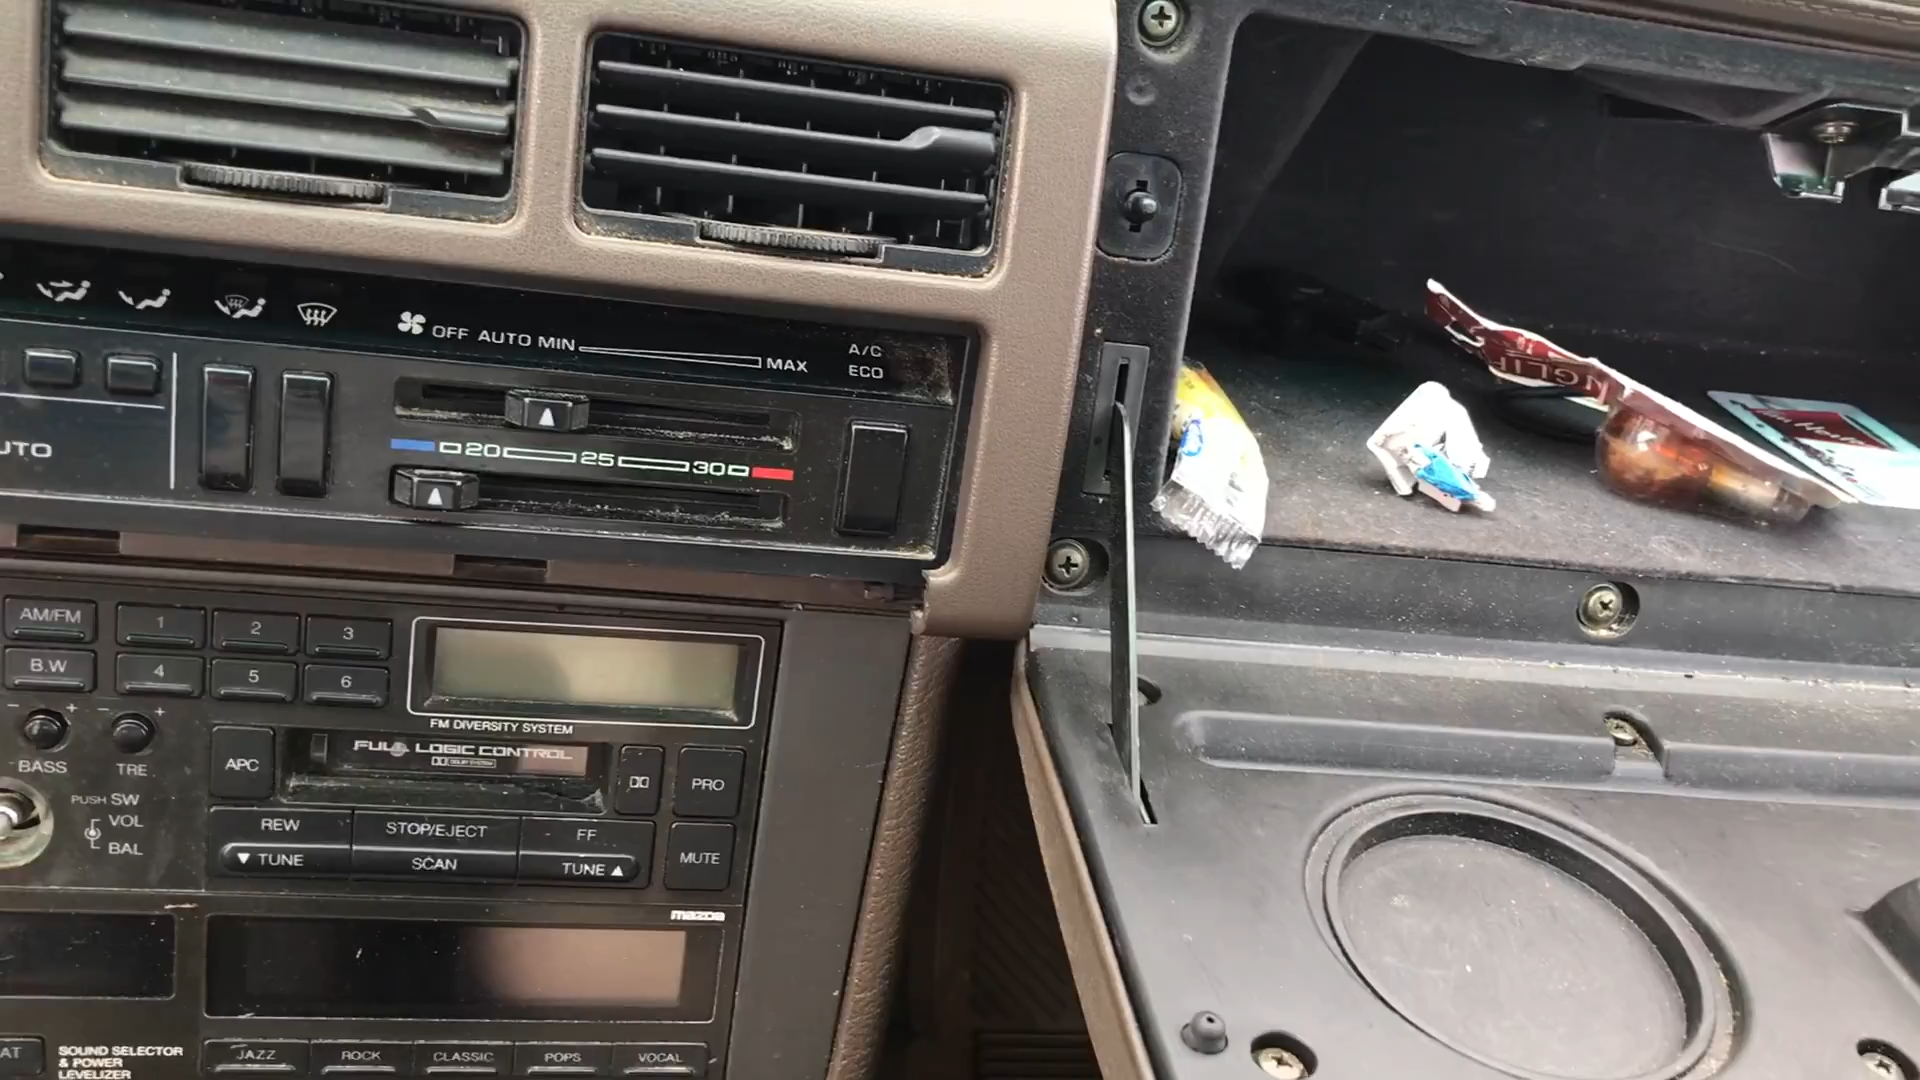 OFF AUTO MIN MAX
A/C
ECO
20 25 30
AM/FM 1 2 3
B.W 4 5 6
- + - +
BASS TRE
FM DIVERSITY SYSTEM
APC
FULL LOGIC CONTROL
PRO
PUSH SW
VOL
BAL
REW STOP/EJECT FF
▼ TUNE SCAN TUNE ▲
MUTE
mazda
SOUND SELECTOR
& POWER
LEVELIZER
JAZZ ROCK CLASSIC POPS VOCAL